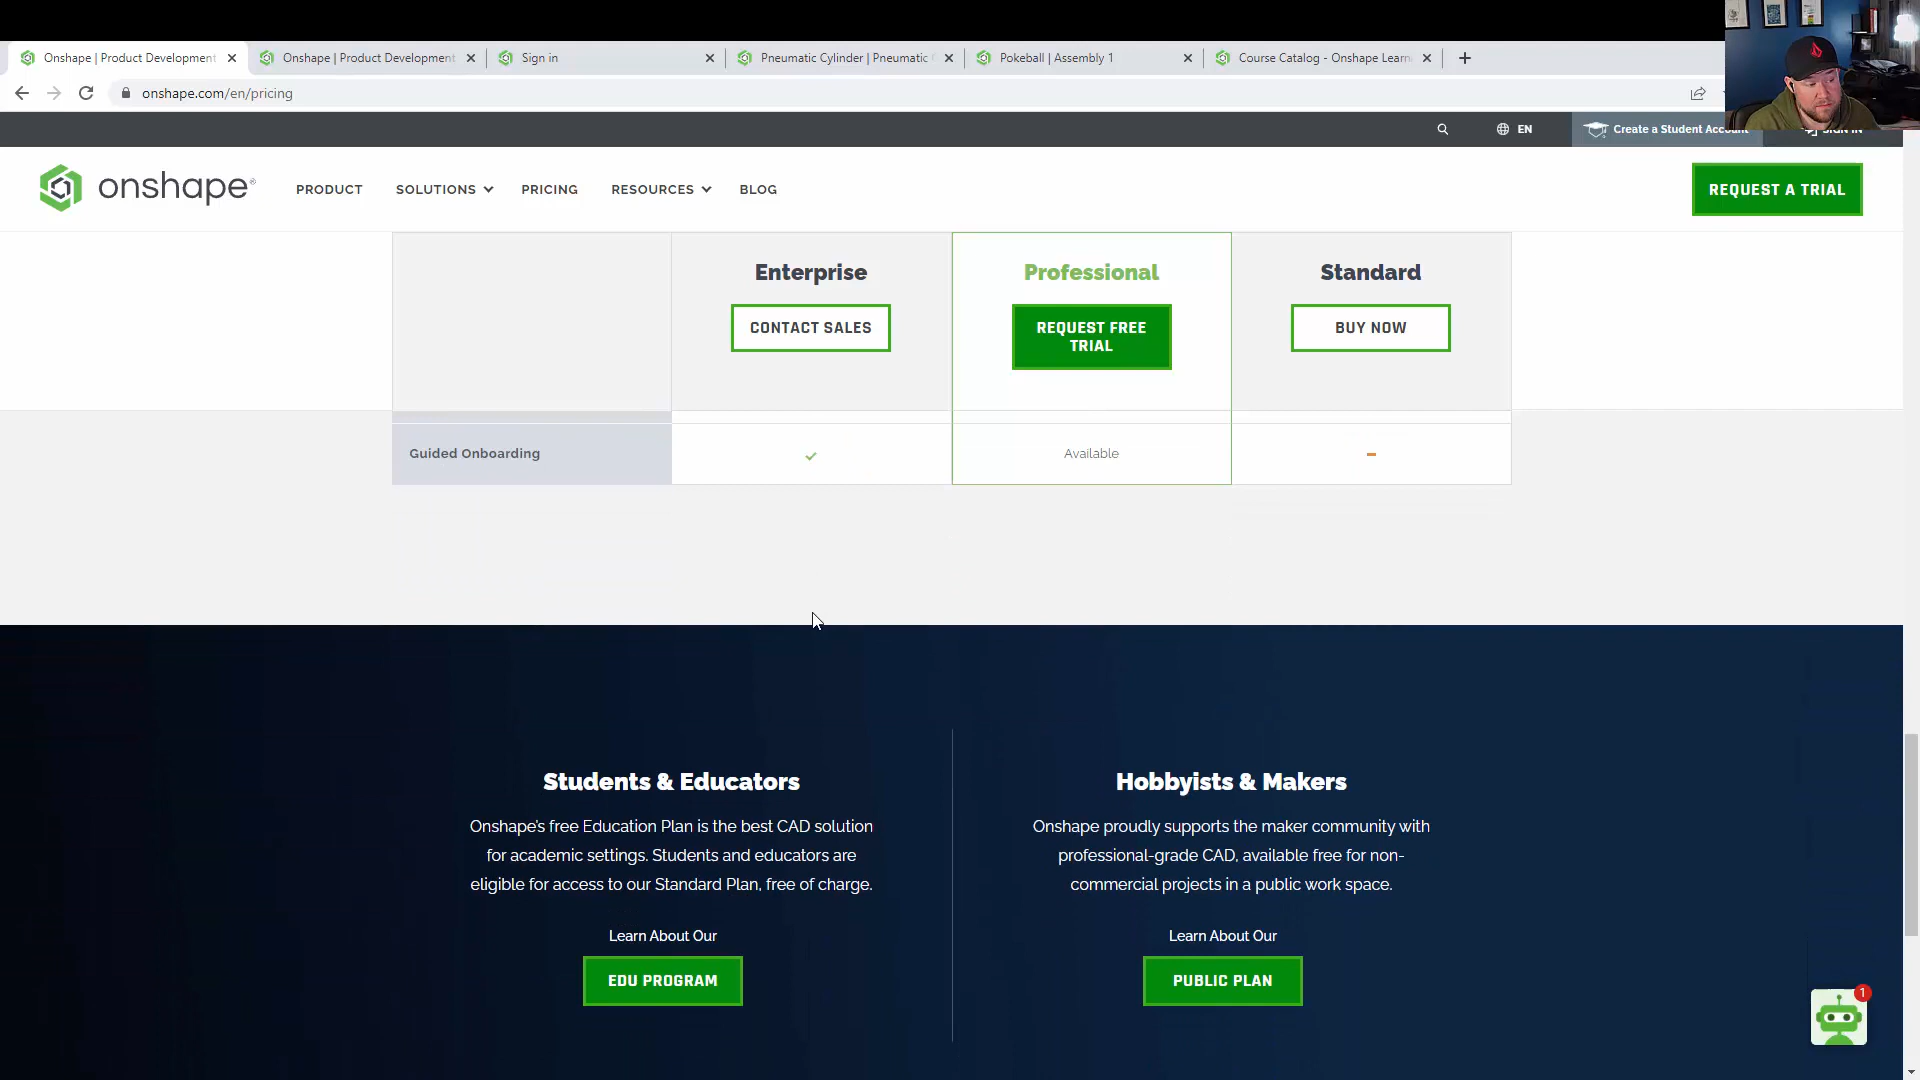 Onshape | Product Development
Onshape | Product Development
Sign in
Pneumatic Cylinder | Pneumatic
Pokeball | Assembly 1
Course Catalog - Onshape Learn
onshape.com/en/pricing
EN
Create a Student Account
SIGN IN
onshape
PRODUCT
SOLUTIONS
PRICING
RESOURCES
BLOG
REQUEST A TRIAL
Enterprise
Professional
Standard
CONTACT SALES
REQUEST FREE
TRIAL
BUY NOW
Guided Onboarding
Available
Students & Educators
Onshape's free Education Plan is the best CAD solution
for academic settings. Students and educators are
eligible for access to our Standard Plan, free of charge.
Learn About Our
EDU PROGRAM
Hobbyists & Makers
Onshape proudly supports the maker community with
professional-grade CAD, available free for non-
commercial projects in a public work space.
Learn About Our
PUBLIC PLAN
1